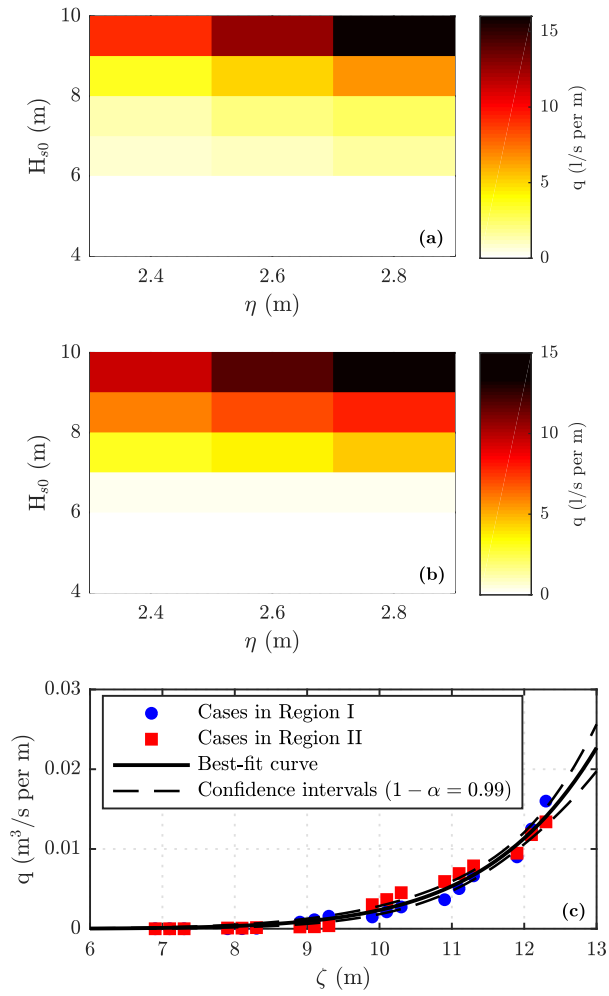 10
8
6
4
H_{s0} (m)
2.4 2.6 2.8
η (m)
(a)
15
10
5
0
q (l/s per m)
10
8
6
4
H_{s0} (m)
2.4 2.6 2.8
η (m)
(b)
15
10
5
0
q (l/s per m)
0.03
0.02
0.01
0
q (m³/s per m)
Cases in Region I
Cases in Region II
Best-fit curve
Confidence intervals (1 − α = 0.99)
(c)
6 7 8 9 10 11 12 13
ζ (m)